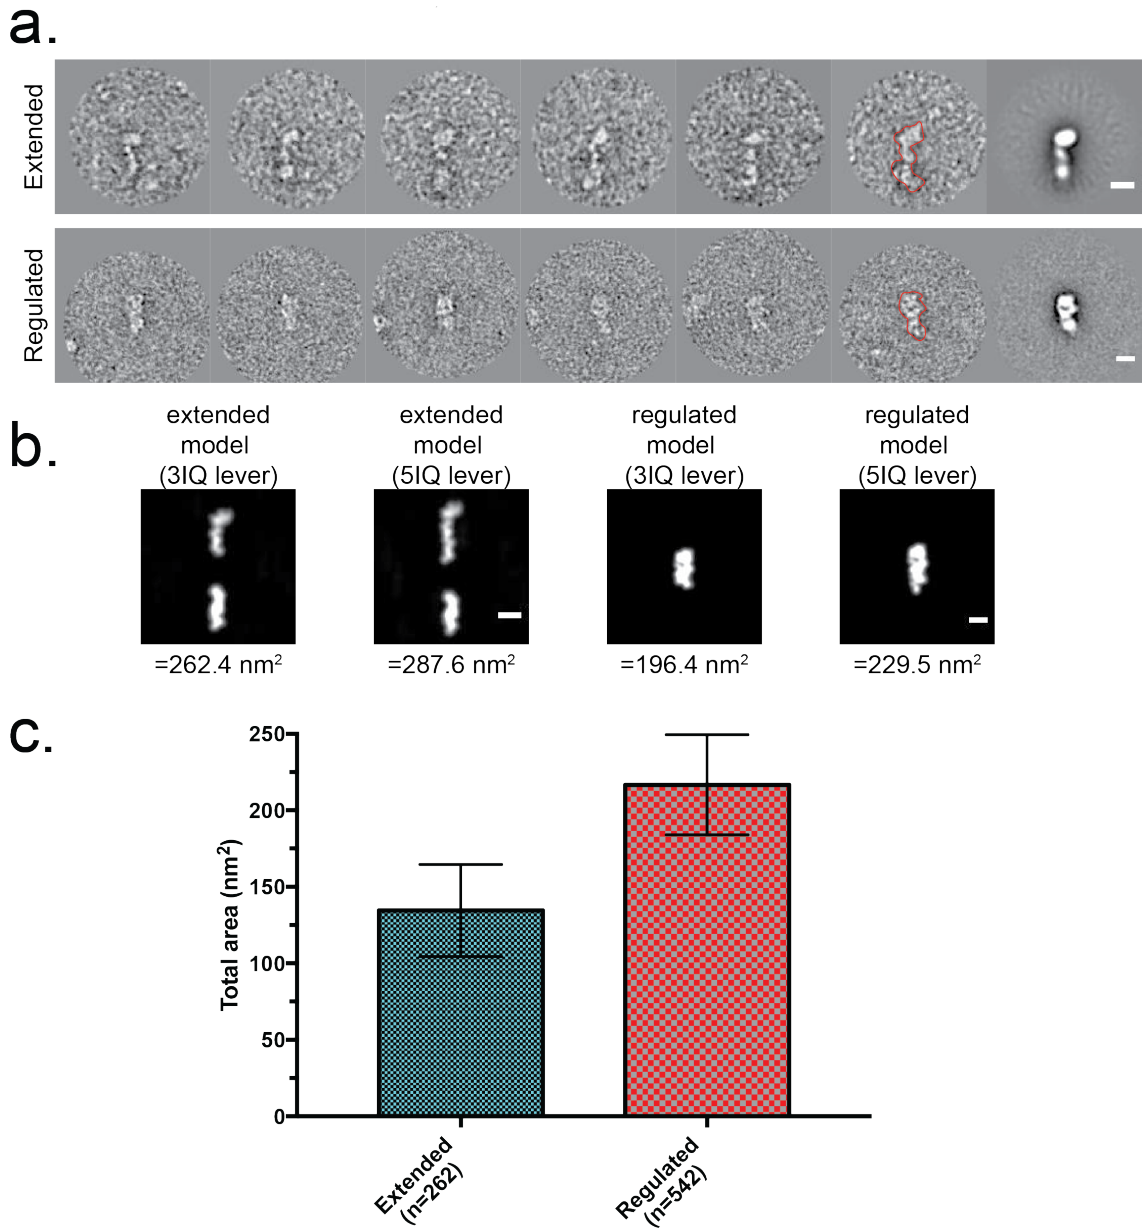 a.
Extended
Regulated
b.
extended
model
(3IQ lever)
extended
model
(5IQ lever)
regulated
model
(3IQ lever)
regulated
model
(5IQ lever)
=262.4 nm²
=287.6 nm²
=196.4 nm²
=229.5 nm²
c.
Total area (nm²)
250
200
150
100
50
0
Extended
(n=262)
Regulated
(n=542)